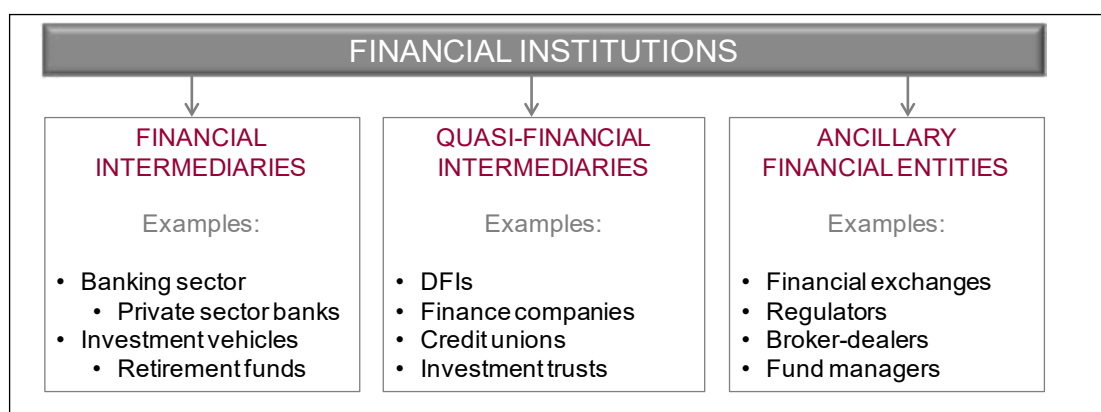 FINANCIAL INSTITUTIONS
FINANCIAL
INTERMEDIARIES
Examples:
• Banking sector
• Private sector banks
• Investment vehicles
• Retirement funds
QUASI-FINANCIAL
INTERMEDIARIES
Examples:
• DFIs
• Finance companies
• Credit unions
• Investment trusts
ANCILLARY
FINANCIAL ENTITIES
Examples:
• Financial exchanges
• Regulators
• Broker-dealers
• Fund managers